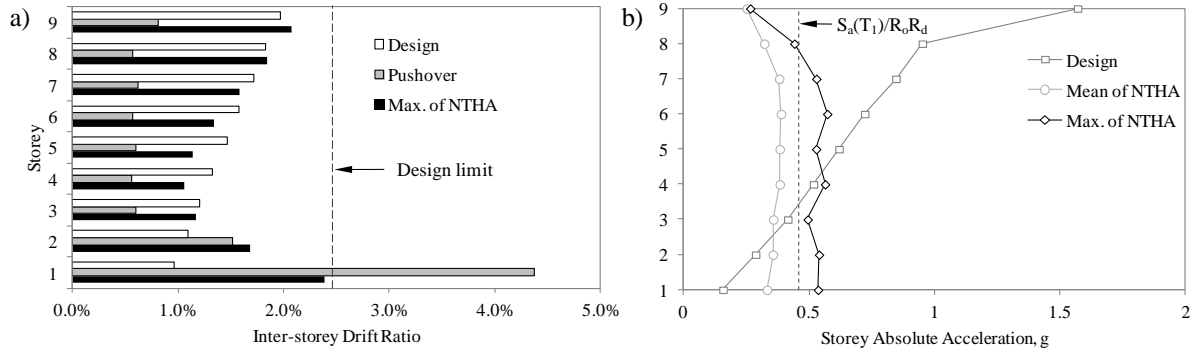 a)
9
8
7
6
5
4
3
2
1
Storey
Design
Pushover
Max. of NTHA
Design limit
0.0% 1.0% 2.0% 3.0% 4.0% 5.0%
Inter-storey Drift Ratio
b)
9
8
7
6
5
4
3
2
1
Sa(T1)/RoRd
Design
Mean of NTHA
Max. of NTHA
0 0.5 1 1.5 2
Storey Absolute Acceleration, g